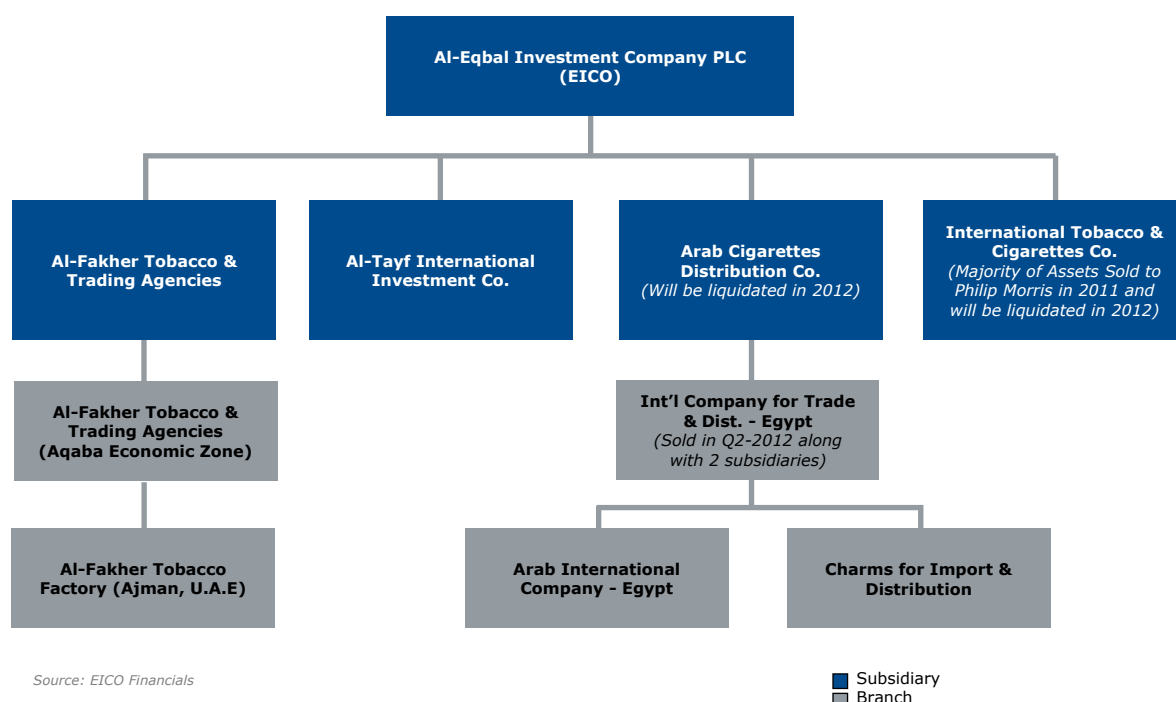 Al-Eqbal Investment Company PLC
(EICO)
Al-Fakher Tobacco &
Trading Agencies
Al-Tayf International
Investment Co.
Arab Cigarettes
Distribution Co.
(Will be liquidated in 2012)
International Tobacco &
Cigarettes Co.
(Majority of Assets Sold to
Philip Morris in 2011 and
will be liquidated in 2012)
Al-Fakher Tobacco &
Trading Agencies
(Aqaba Economic Zone)
Int'l Company for Trade
& Dist. - Egypt
(Sold in Q2-2012 along
with 2 subsidiaries)
Al-Fakher Tobacco
Factory (Ajman, U.A.E)
Arab International
Company - Egypt
Charms for Import &
Distribution
Source: EICO Financials
Subsidiary
Branch